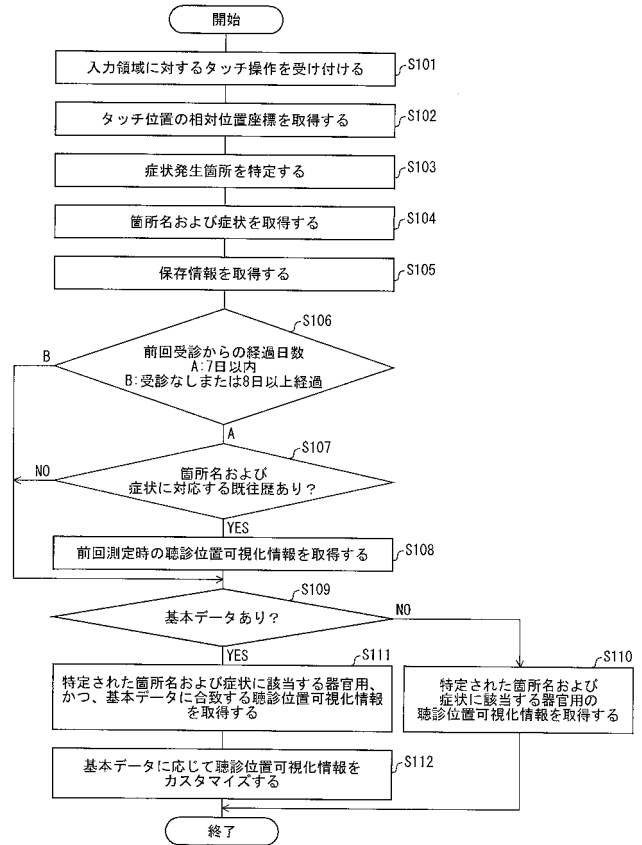 開始
入力領域に対するタッチ操作を受け付ける
S101
タッチ位置の相対位置座標を取得する
S102
症状発生箇所を特定する
S103
箇所名および症状を取得する
S104
保存情報を取得する
S105
S106
前回受診からの経過日数
A:7日以内
B:受診なしまたは8日以上経過
B
A
S107
箇所名および
症状に対応する既往歴あり?
NO
YES
前回測定時の聴診位置可視化情報を取得する
S108
S109
基本データあり?
NO
YES
S111
特定された箇所名および症状に該当する器官用、
かつ、基本データに合致する聴診位置可視化情報
を取得する
S110
特定された箇所名および
症状に該当する器官用の
聴診位置可視化情報を取得する
基本データに応じて聴診位置可視化情報を
カスタマイズする
S112
終了